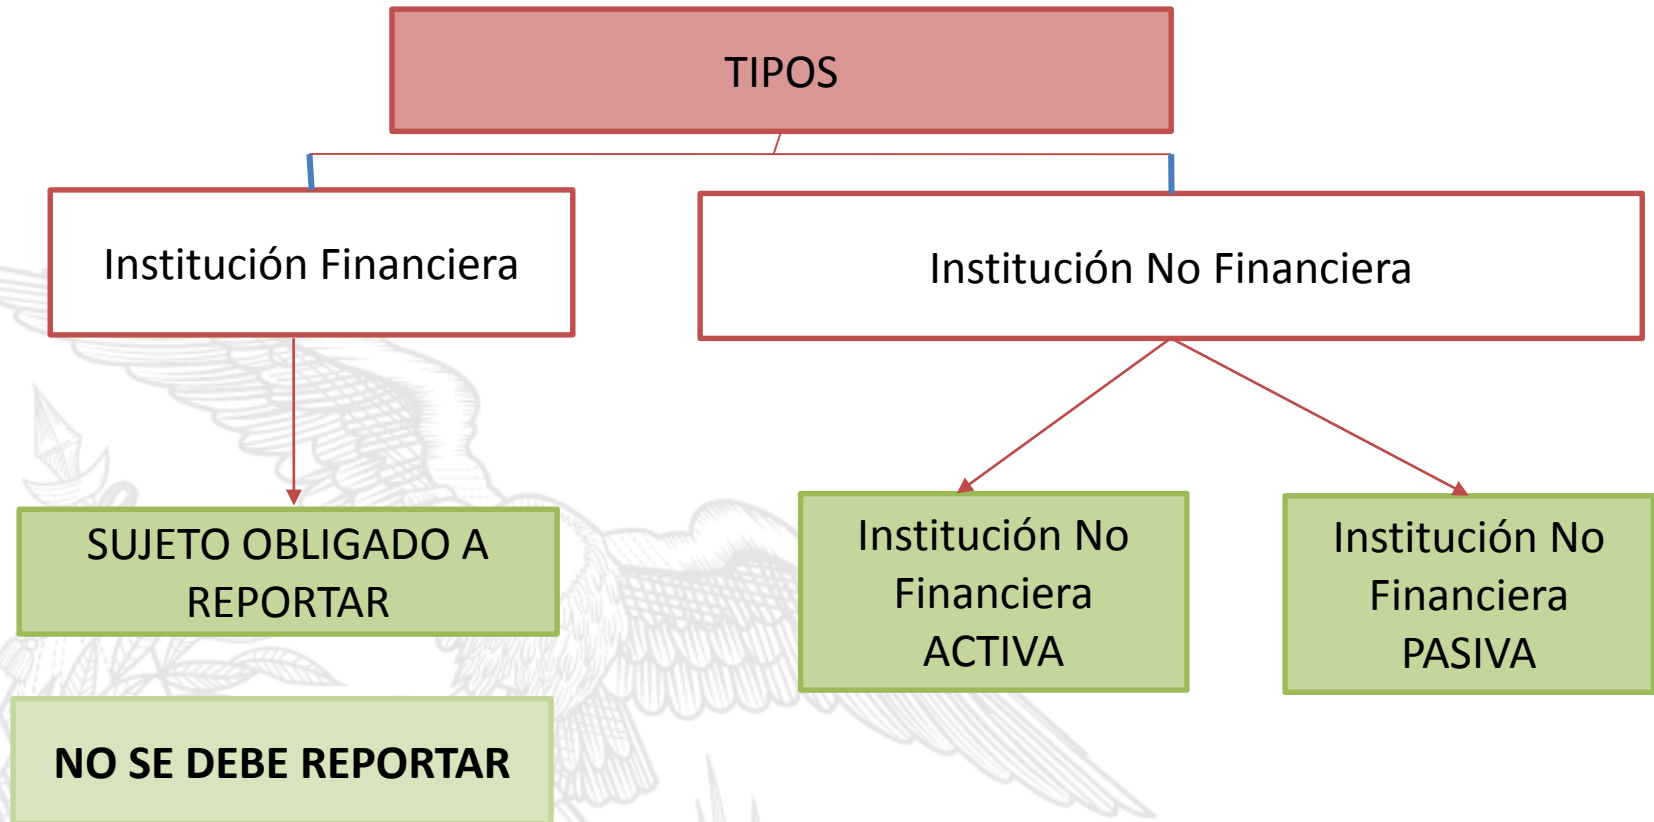 TIPOS
Institución Financiera
Institución No Financiera
SUJETO OBLIGADO A
REPORTAR
Institución No
Financiera
ACTIVA
Institución No
Financiera
PASIVA
NO SE DEBE REPORTAR